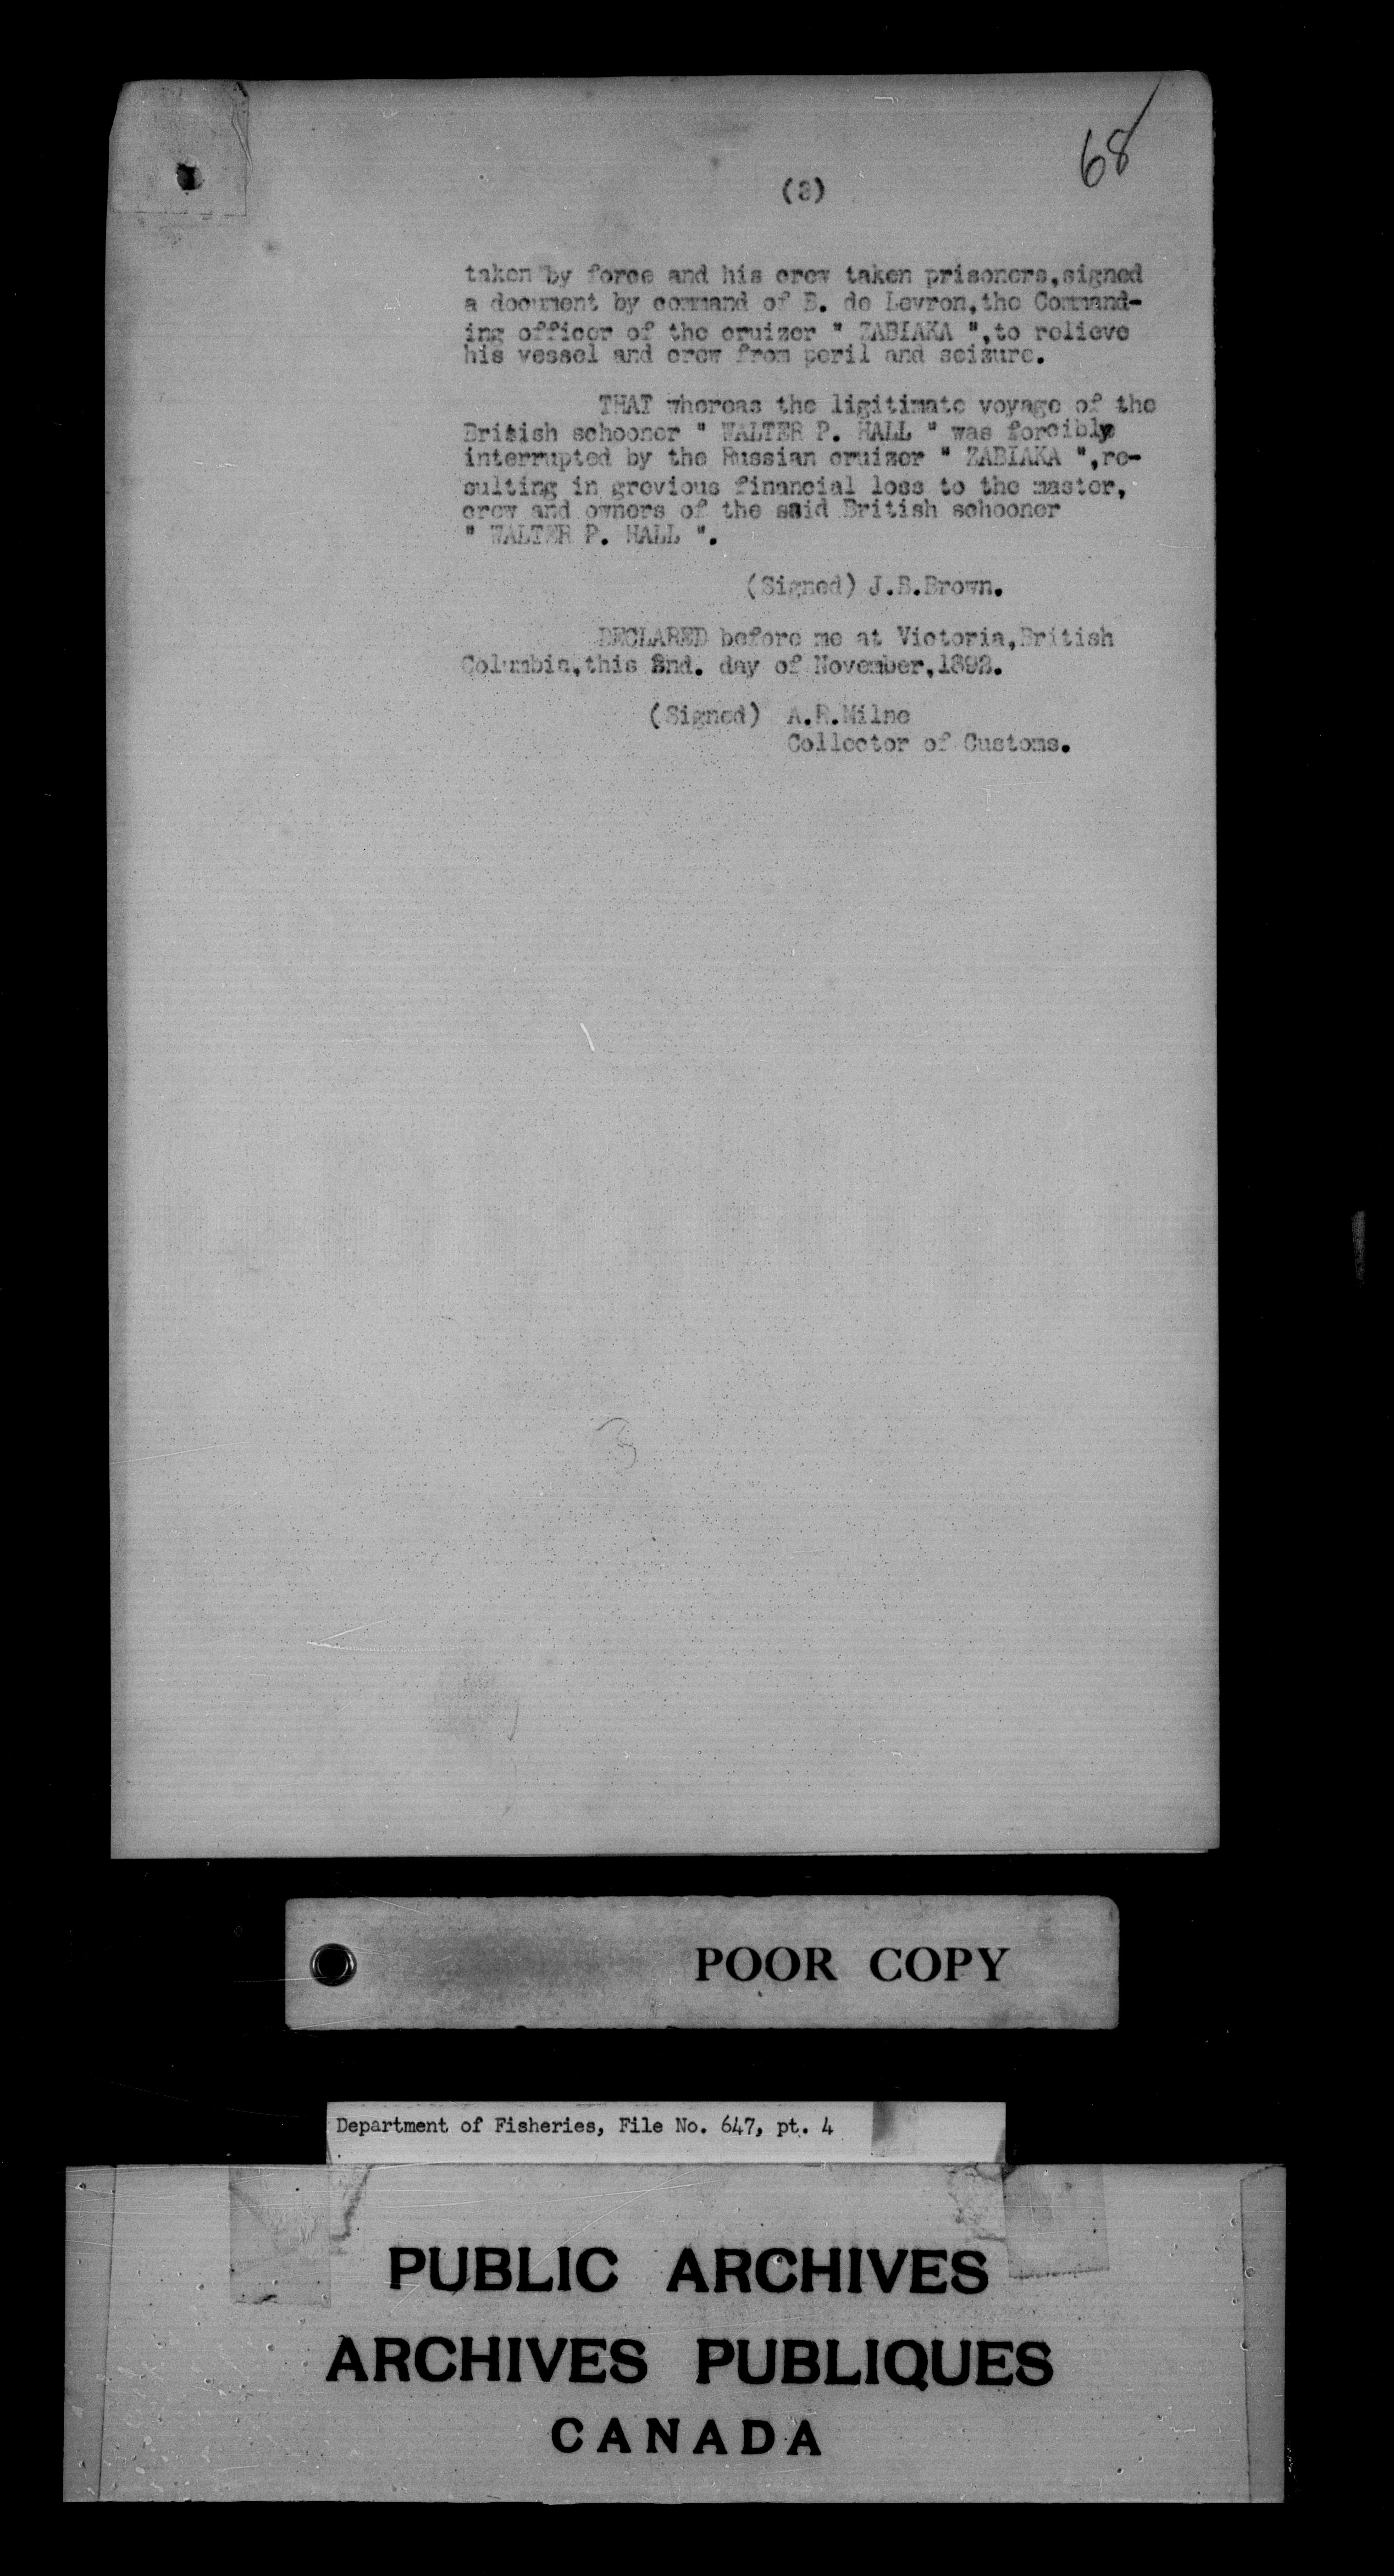 68
(3)
taken by force and his crew taken prisoners,signed
a document by command of B. de Levron,the Command-
ing officer of the cruizer " ZABIAKA ",to relieve
his vessel and crew from peril and seizure.
THAT whereas the ligitimate voyage of the
British schooner " WALTER P. HALL " was forcibly
interrupted by the Russian cruizer " ZABIAKA ",re-
sulting in grevious financial loss to the master,
crew and owners of the said British schooner
" WALTER P. HALL ".
(Signed) J.B.Brown.
DECLARED before me at Victoria,British
Columbia,this 2nd. day of November,1892.
(Signed) A.R.Milne
Collector of Customs.
3
POOR COPY
Department of Fisheries, File No. 647, pt. 4
PUBLIC ARCHIVES
ARCHIVES PUBLIQUES
CANADA